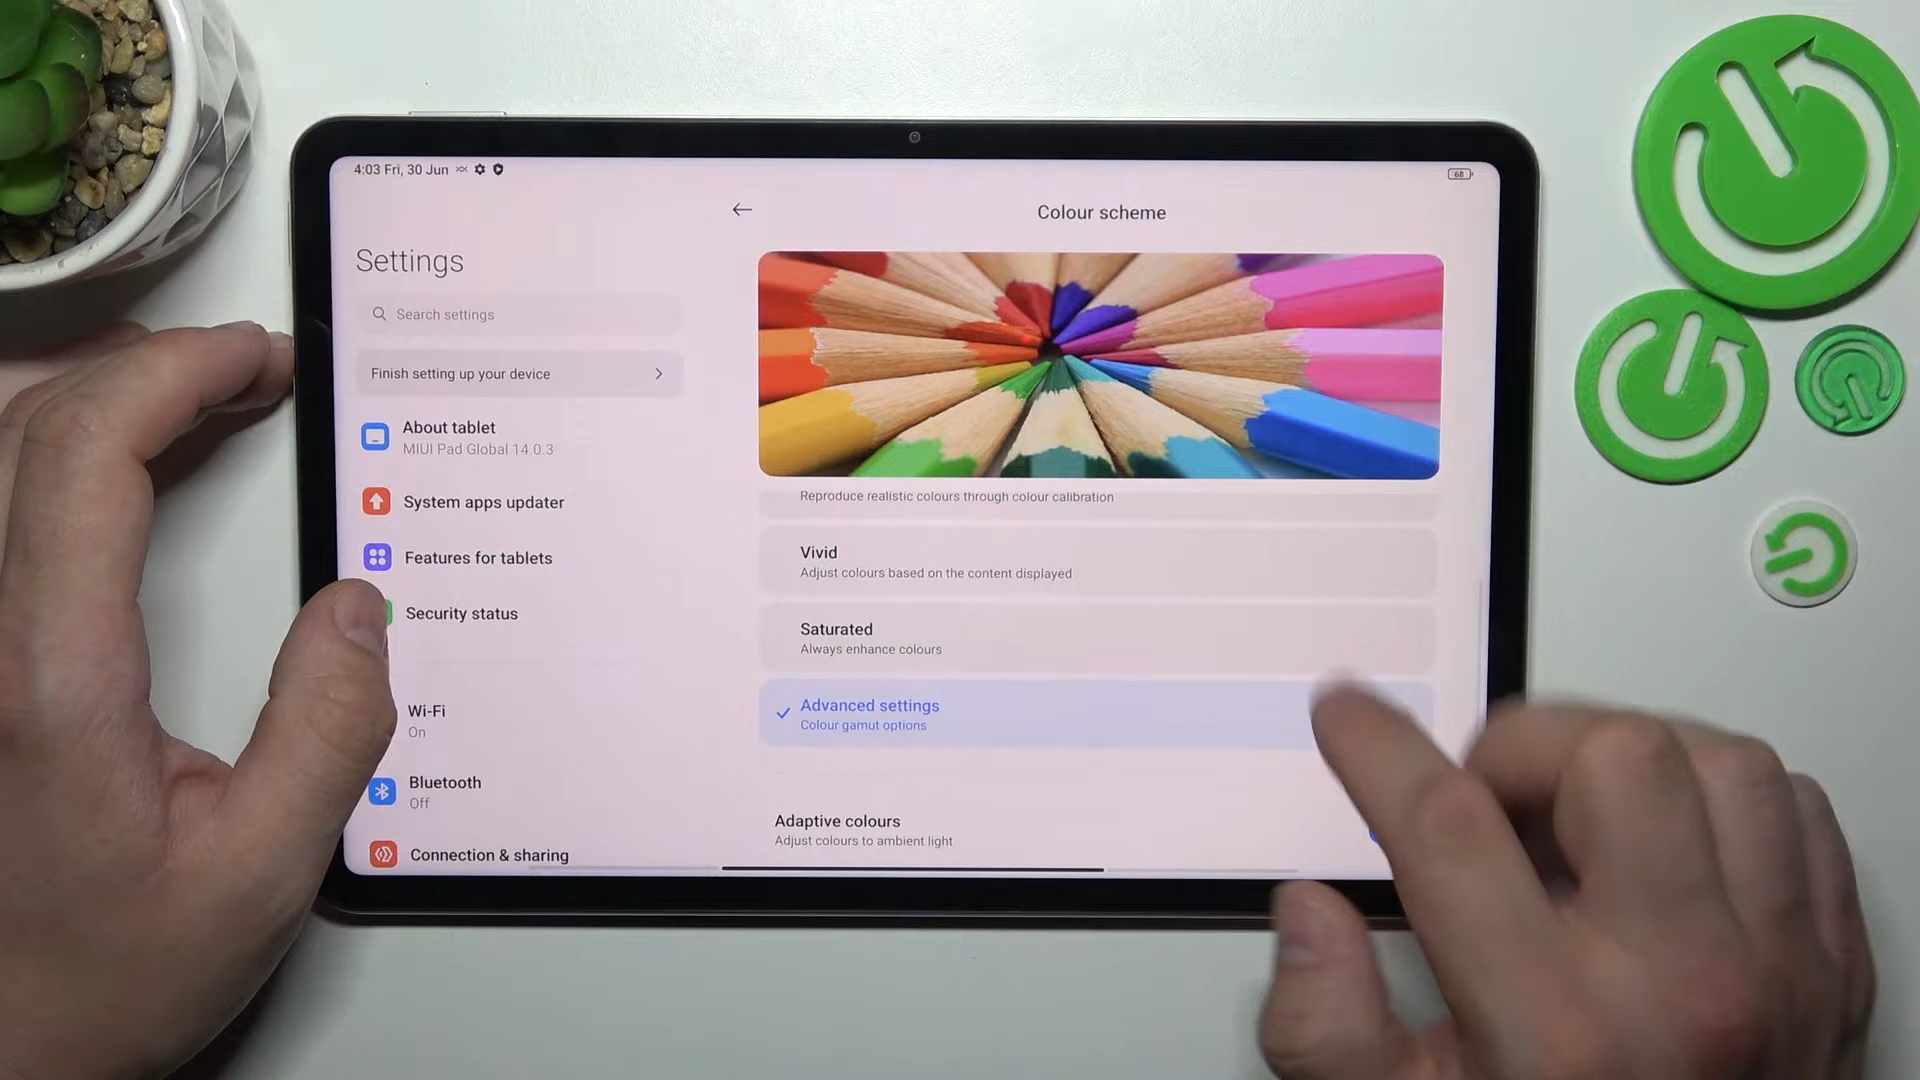 4:03 Fri, 30 Jun
68
Settings
Search settings
Finish setting up your device
About tablet
MIUI Pad Global 14.0.3
System apps updater
Features for tablets
Security status
Wi-Fi
On
Bluetooth
Off
Connection & sharing
Colour scheme
Reproduce realistic colours through colour calibration
Vivid
Adjust colours based on the content displayed
Saturated
Always enhance colours
Advanced settings
Colour gamut options
Adaptive colours
Adjust colours to ambient light